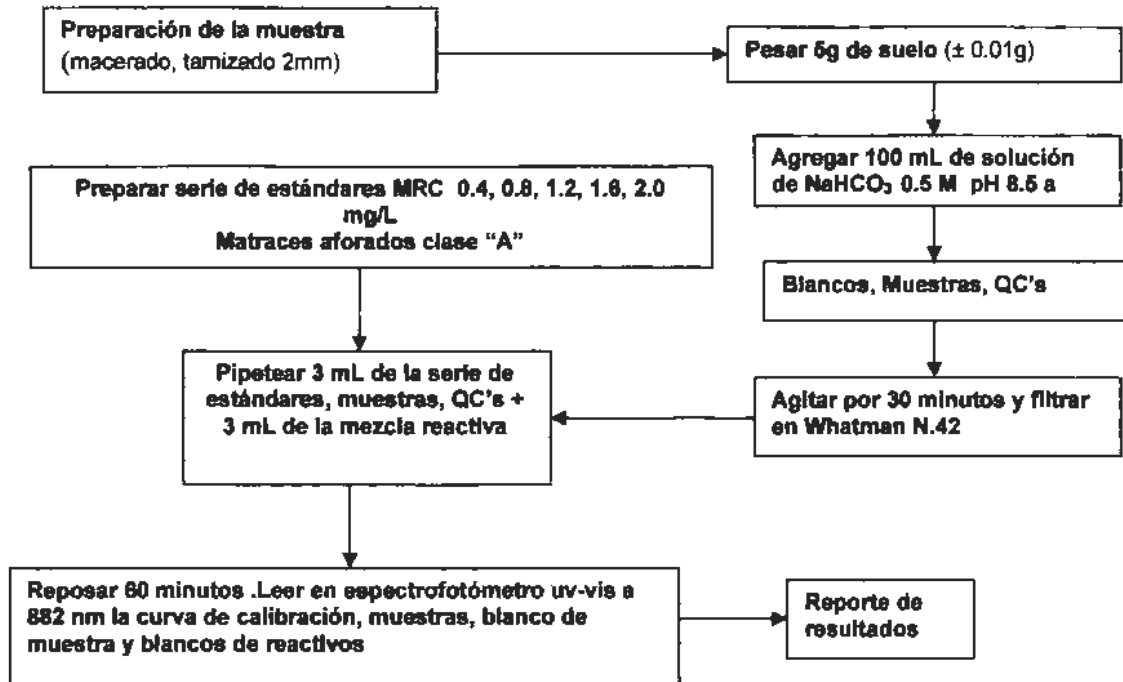 Preparación de la muestra
(macerado, tamizado 2mm)
Pesar 5g de suelo (± 0.01g)
Agregar 100 mL de solución
de NaHCO₃ 0.5 M pH 8.5 a
Preparar serie de estándares MRC 0.4, 0.8, 1.2, 1.6, 2.0
mg/L
Matraces aforados clase "A"
Blancos, Muestras, QC's
Pipetear 3 mL de la serie de
estándares, muestras, QC's +
3 mL de la mezcla reactiva
Agitar por 30 minutos y filtrar
en Whatman N.42
Reposar 60 minutos .Leer en espectrofotómetro uv-vis a
882 nm la curva de calibración, muestras, blanco de
muestra y blancos de reactivos
Reporte de
resultados